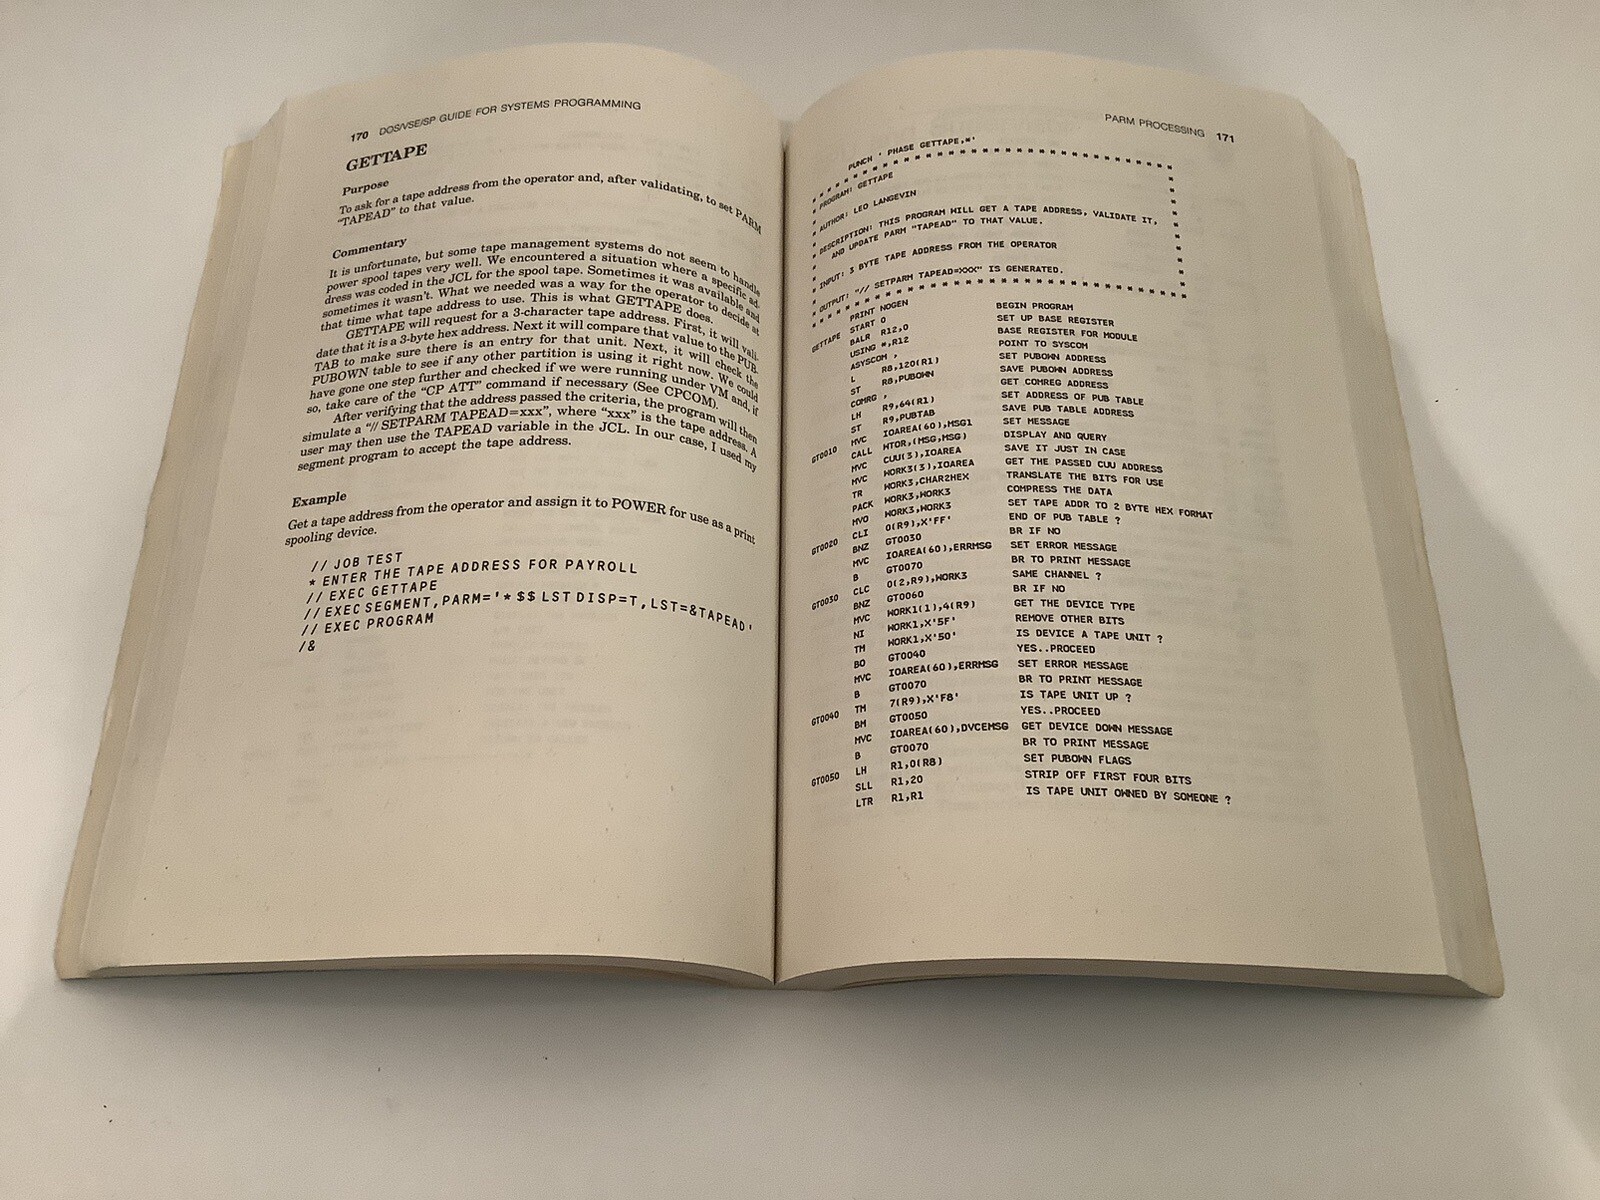 170 DOS/VSE/SP GUIDE FOR SYSTEMS PROGRAMMING
GETTAPE
Purpose
To ask for a tape address from the operator and, after validating, to set PARM
"TAPEAD" to that value.
Commentary
It is unfortunate, but some tape management systems do not seem to handle
power spool tapes very well. We encountered a situation where a specific ad-
dress was coded in the JCL for the spool tape. Sometimes it was available and
sometimes it wasn't. What we needed was a way for the operator to decide at
that time what tape address to use. This is what GETTAPE does.
GETTAPE will request for a 3-character tape address. First, it will vali-
date that it is a 3-byte hex address. Next it will compare that value to the PUB-
TAB to make sure there is an entry for that unit. Next, it will check the
PUBOWN table to see if any other partition is using it right now. We could
have gone one step further and checked if we were running under VM and, if
so, take care of the "CP ATT" command if necessary (See CPCOM).
After verifying that the address passed the criteria, the program will then
simulate a "// SETPARM TAPEAD=xxx", where "xxx" is the tape address. A
user may then use the TAPEAD variable in the JCL. In our case, I used my
segment program to accept the tape address.
Example
Get a tape address from the operator and assign it to POWER for use as a print
spooling device.
// JOB TEST
* ENTER THE TAPE ADDRESS FOR PAYROLL
// EXEC GETTAPE
// EXEC SEGMENT,PARM='* $$ LST DISP=T,LST=&TAPEAD'
// EXEC PROGRAM
/&
PARM PROCESSING 171
PUNCH ' PHASE GETTAPE,*'
* PROGRAM: GETTAPE *
* AUTHOR: LEO LANGEVIN *
* DESCRIPTION: THIS PROGRAM WILL GET A TAPE ADDRESS, VALIDATE IT, *
* AND UPDATE PARM "TAPEAD" TO THAT VALUE. *
* INPUT: 3 BYTE TAPE ADDRESS FROM THE OPERATOR *
* OUTPUT: "// SETPARM TAPEAD=XXX" IS GENERATED. *
PRINT NOGEN
GETTAPE START 0 BEGIN PROGRAM
BALR R12,0 SET UP BASE REGISTER
USING *,R12 BASE REGISTER FOR MODULE
ASYSCOM , POINT TO SYSCOM
L R8,120(R1) SET PUBOWN ADDRESS
ST R8,PUBOWN SAVE PUBOWN ADDRESS
COMRG , GET COMREG ADDRESS
LH R9,64(R1) SET ADDRESS OF PUB TABLE
ST R9,PUBTAB SAVE PUB TABLE ADDRESS
GT0010 MVC IOAREA(60),MSG1 SET MESSAGE
CALL WTOR,(MSG,MSG) DISPLAY AND QUERY
MVC CUU(3),IOAREA SAVE IT JUST IN CASE
MVC WORK3(3),IOAREA GET THE PASSED CUU ADDRESS
TR WORK3,CHAR2HEX TRANSLATE THE BITS FOR USE
PACK WORK3,WORK3 COMPRESS THE DATA
MVO WORK3,WORK3 SET TAPE ADDR TO 2 BYTE HEX FORMAT
GT0020 CLI 0(R9),X'FF' END OF PUB TABLE ?
BNZ GT0030 BR IF NO
MVC IOAREA(60),ERRMSG SET ERROR MESSAGE
B GT0070 BR TO PRINT MESSAGE
GT0030 CLC 0(2,R9),WORK3 SAME CHANNEL ?
BNZ GT0060 BR IF NO
MVC WORK1(1),4(R9) GET THE DEVICE TYPE
NI WORK1,X'5F' REMOVE OTHER BITS
TM WORK1,X'50' IS DEVICE A TAPE UNIT ?
BO GT0040 YES..PROCEED
MVC IOAREA(60),ERRMSG SET ERROR MESSAGE
B GT0070 BR TO PRINT MESSAGE
GT0040 TM 7(R9),X'F8' IS TAPE UNIT UP ?
BM GT0050 YES..PROCEED
MVC IOAREA(60),DVCEMSG GET DEVICE DOWN MESSAGE
B GT0070 BR TO PRINT MESSAGE
GT0050 LH R1,0(R8) SET PUBOWN FLAGS
SLL R1,20 STRIP OFF FIRST FOUR BITS
LTR R1,R1 IS TAPE UNIT OWNED BY SOMEONE ?